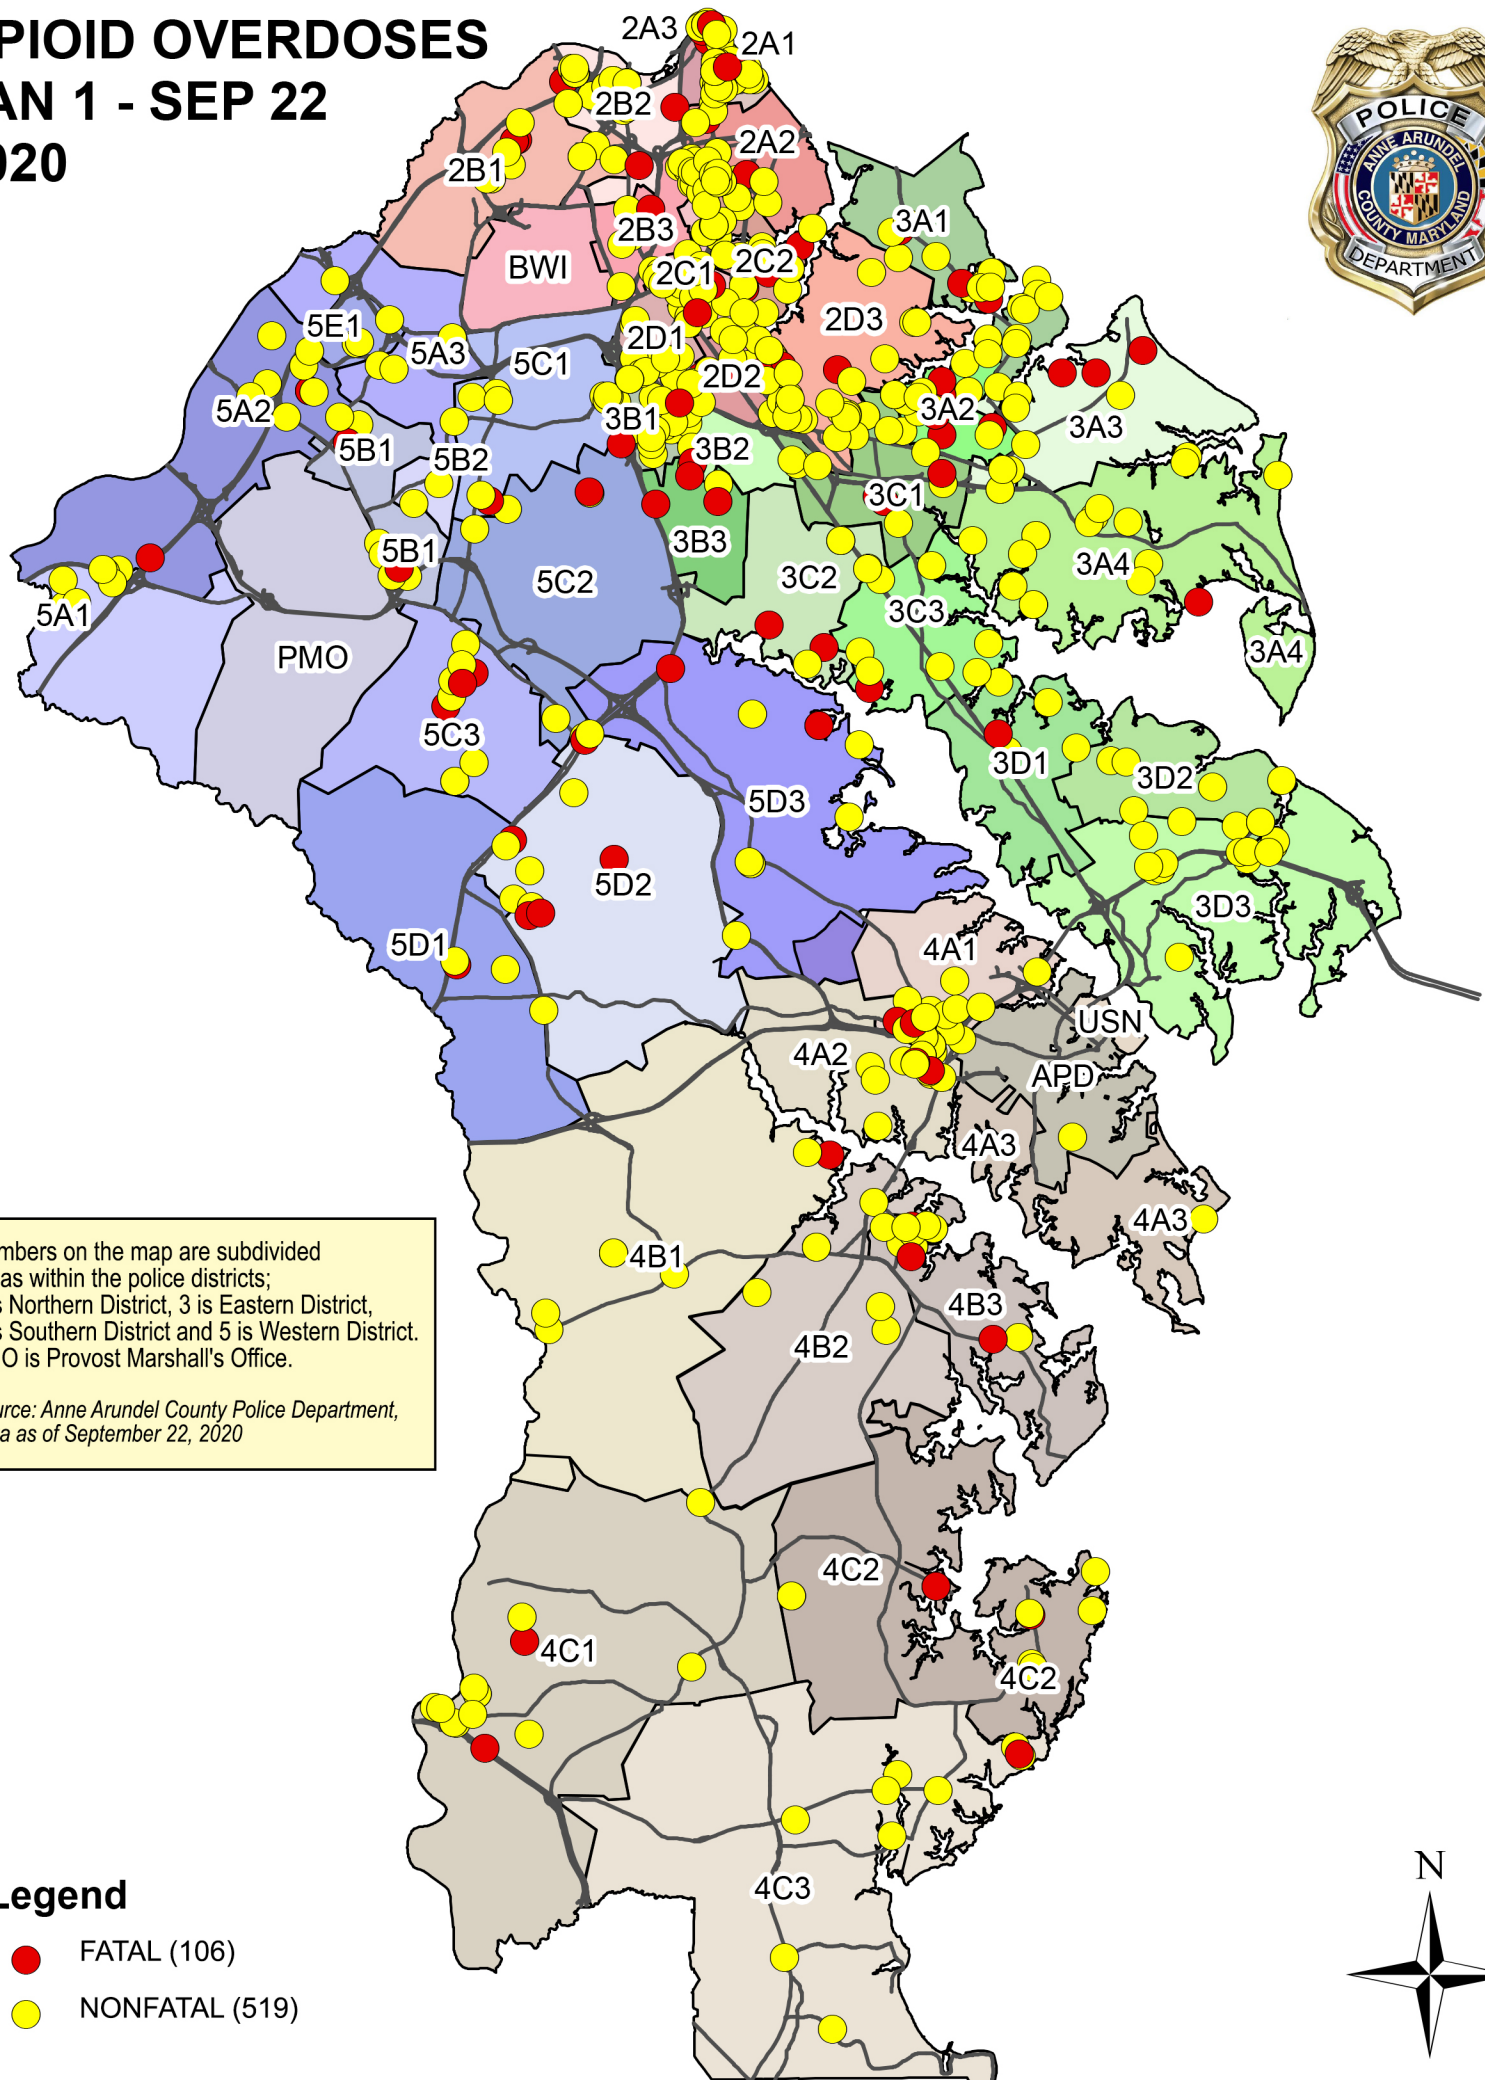 PIOID OVERDOSES
AN 1 - SEP 22
020
POLICE
ANNE ARUNDEL
COUNTY MARYLAND
DEPARTMENT
2A3
2A1
2B2
2A2
2B1
2B3
3A1
BWI
2C1
2C2
2D3
5E1
5A3
2D1
5C1
2D2
5A2
3B1
3A2
3A3
5B1
5B2
3B2
3C1
5B1
3B3
3A4
5A1
5C2
3C2
3C3
PMO
3A4
5C3
3D1
3D2
5D3
5D2
3D3
5D1
4A1
USN
4A2
APD
4A3
4A3
4B1
4B3
4B2
4C2
4C1
4C2
4C3
mbers on the map are subdivided
as within the police districts;
s Northern District, 3 is Eastern District,
s Southern District and 5 is Western District.
O is Provost Marshall's Office.
urce: Anne Arundel County Police Department,
a as of September 22, 2020
Legend
FATAL (106)
NONFATAL (519)
N